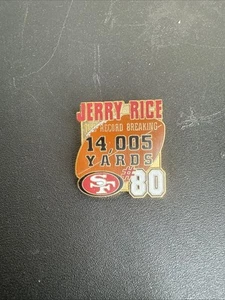 JERRY RICE
RECORD BREAKING
14,005
YARDS
SF
80